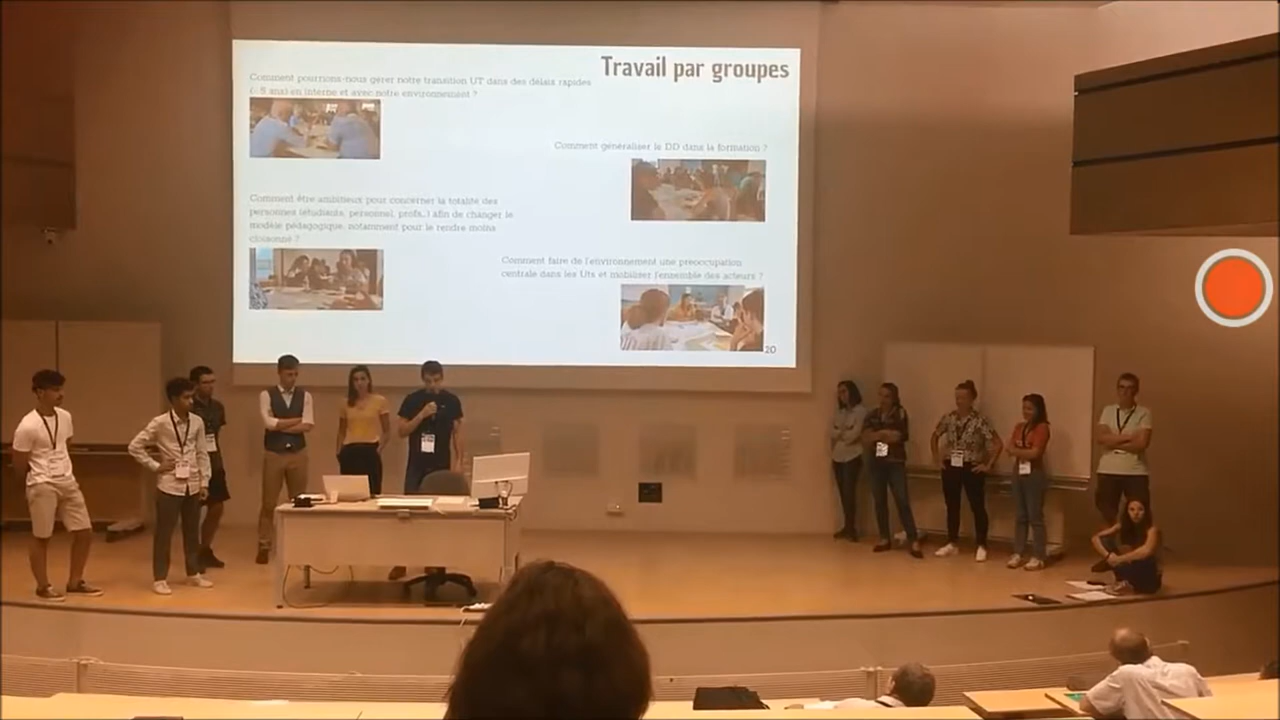 Travail par groupes
Comment pourrions-nous gérer notre transition UT dans des délais rapides
(- 5 ans) en interne et avec notre environnement ?
Comment généraliser le DD dans la formation ?
Comment être ambitieux pour concerner la totalité des
personnes (étudiants, personnel, profs..) afin de changer le
modèle pédagogique, notamment pour le rendre moins
cloisonné ?
Comment faire de l'environnement une préoccupation
centrale dans les Uts et mobiliser l'ensemble des acteurs ?
20